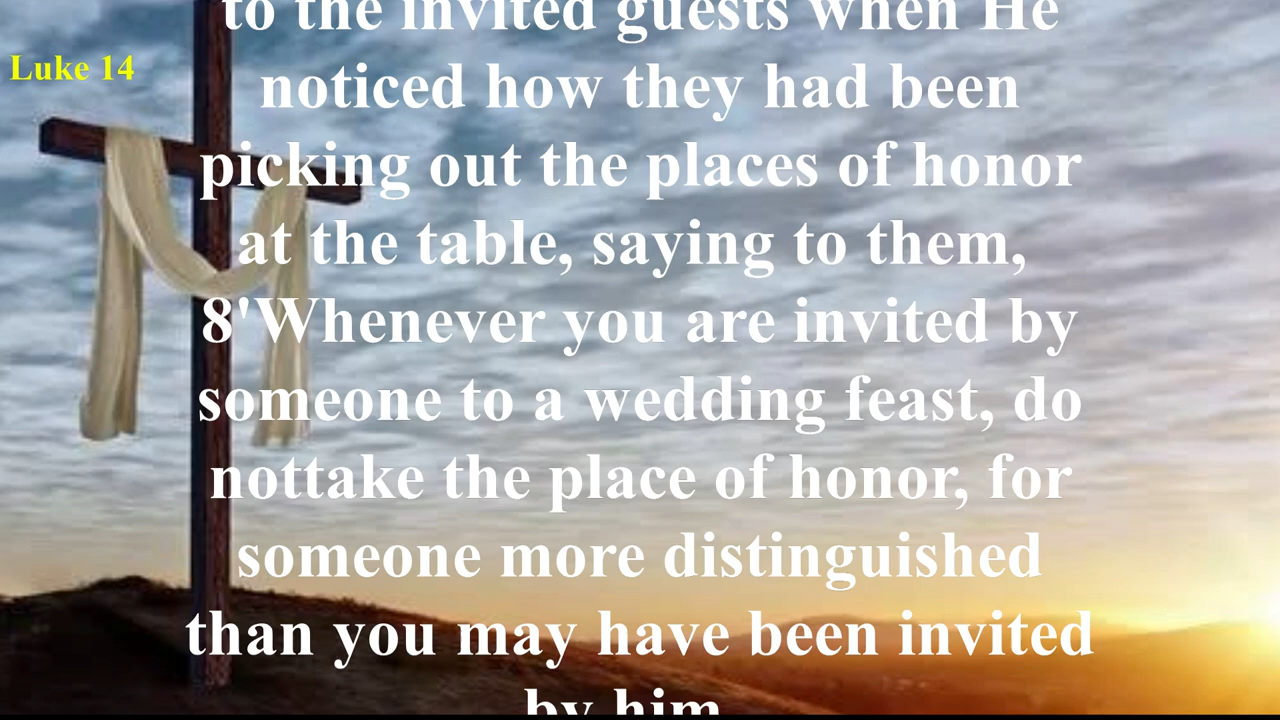 to the invited guests when He
Luke 14
noticed how they had been
picking out the places of honor
at the table, saying to them,
8'Whenever you are invited by
someone to a wedding feast, do
nottake the place of honor, for
someone more distinguished
than you may have been invited
by him